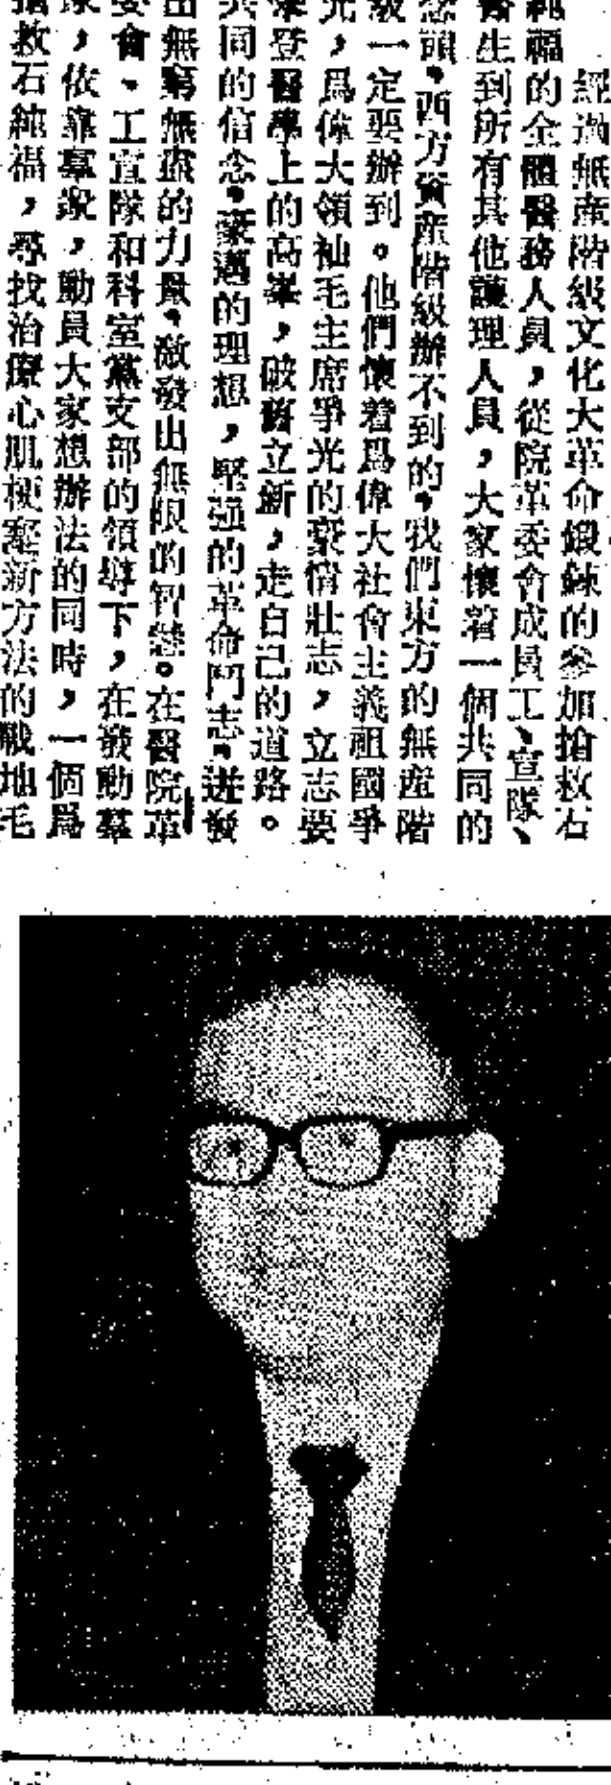 經過無產階級文化大革命鍛鍊的參加搶救石
純福的全體醫務人員，從院革委會成員工、宣隊、
醫生到所有其他護理人員，大家懷着一個共同的
念頭。西方資產階級辦不到的，我們東方的無產階
級一定要辦到。他們懷着爲偉大社會主義祖國爭
光，爲偉大領袖毛主席爭光的豪情壯志，立志要
登醫學上的高峯，破舊立新，走自己的道路。
共同的信念。豪邁的理想，堅強的革命鬥志。迸發
出無窮無盡的力量。激發出無限的智慧。在醫院革
委會、工宣隊和科室黨支部的領導下，在發動羣
衆，依靠羣衆，動員大家想辦法的同時，一個爲
搶救石純福，尋找治療心肌梗塞新方法的戰地毛